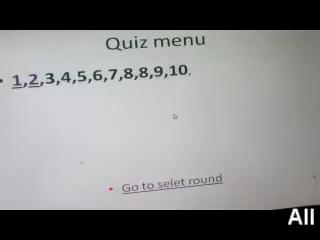 Quiz menu
1,2,3,4,5,6,7,8,8,9,10,
Go to selet round
All